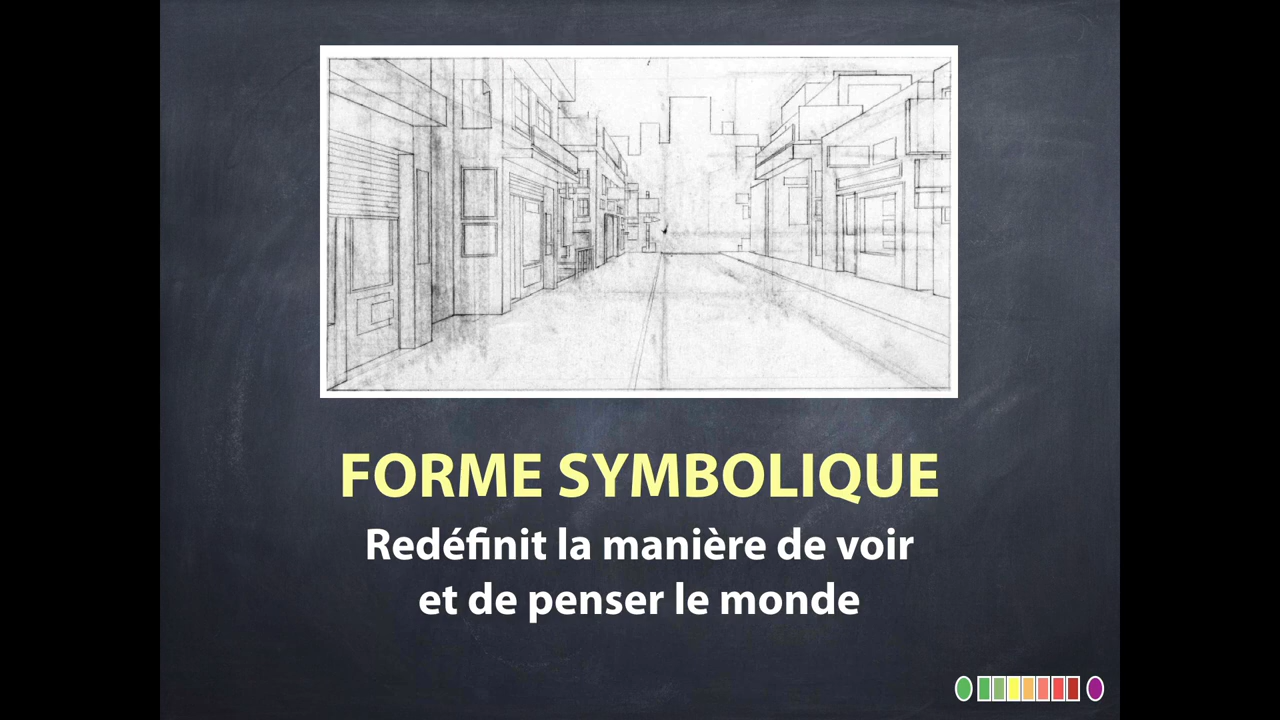 FORME SYMBOLIQUE
Redéfinit la manière de voir
et de penser le monde